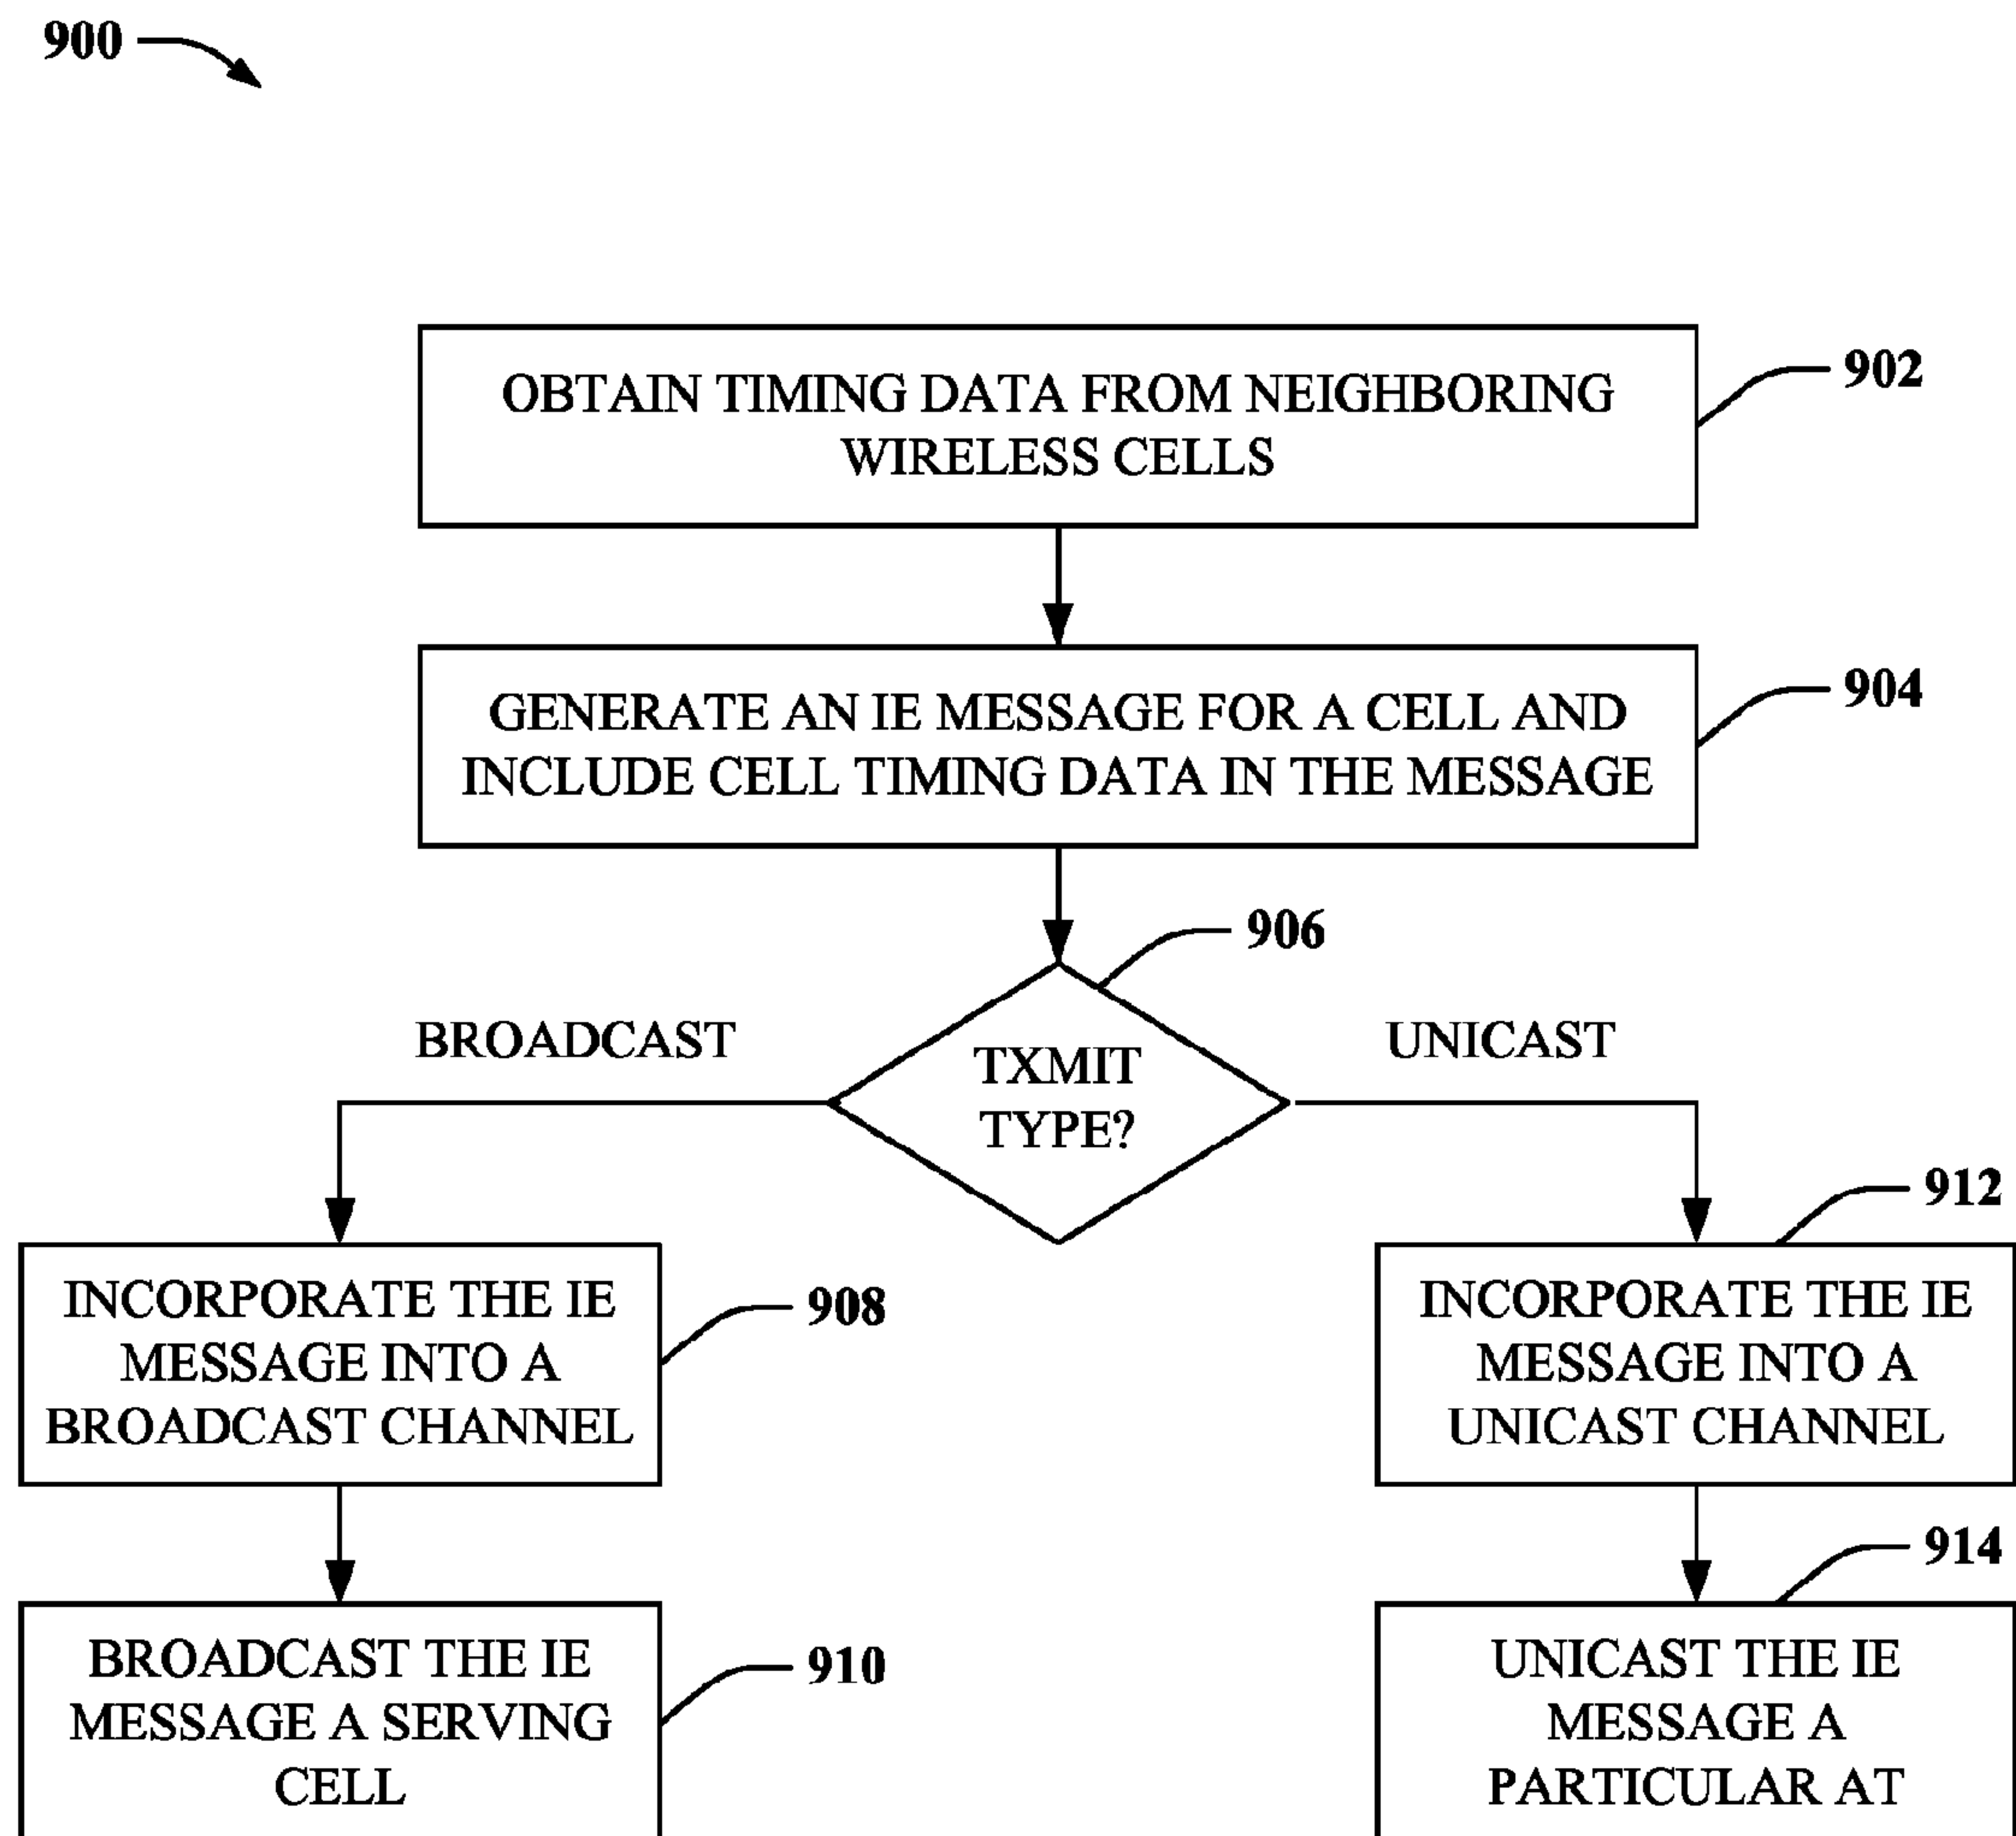 900
OBTAIN TIMING DATA FROM NEIGHBORING
WIRELESS CELLS
902
GENERATE AN IE MESSAGE FOR A CELL AND
INCLUDE CELL TIMING DATA IN THE MESSAGE
904
906
BROADCAST
TXMIT
TYPE?
UNICAST
INCORPORATE THE IE
MESSAGE INTO A
BROADCAST CHANNEL
908
912
INCORPORATE THE IE
MESSAGE INTO A
UNICAST CHANNEL
BROADCAST THE IE
MESSAGE A SERVING
CELL
910
914
UNICAST THE IE
MESSAGE A
PARTICULAR AT